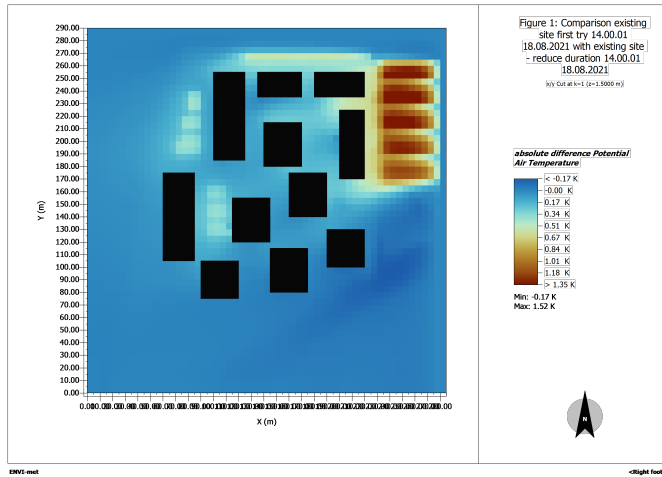 Figure 1: Comparison existing
site first try 14.00.01
18.08.2021 with existing site
- reduce duration 14.00.01
18.08.2021
x/y Cut at k=1 (z=1.5000 m)
290.00
280.00
270.00
260.00
250.00
240.00
230.00
220.00
210.00
200.00
190.00
180.00
170.00
160.00
150.00
140.00
130.00
120.00
110.00
100.00
90.00
80.00
70.00
60.00
50.00
40.00
30.00
20.00
10.00
0.00
Y (m)
X (m)
absolute difference Potential
Air Temperature
< -0.17 K
-0.00 K
0.17 K
0.34 K
0.51 K
0.67 K
0.84 K
1.01 K
1.18 K
> 1.35 K
Min: -0.17 K
Max: 1.52 K
N
ENVI-met
<Right foot